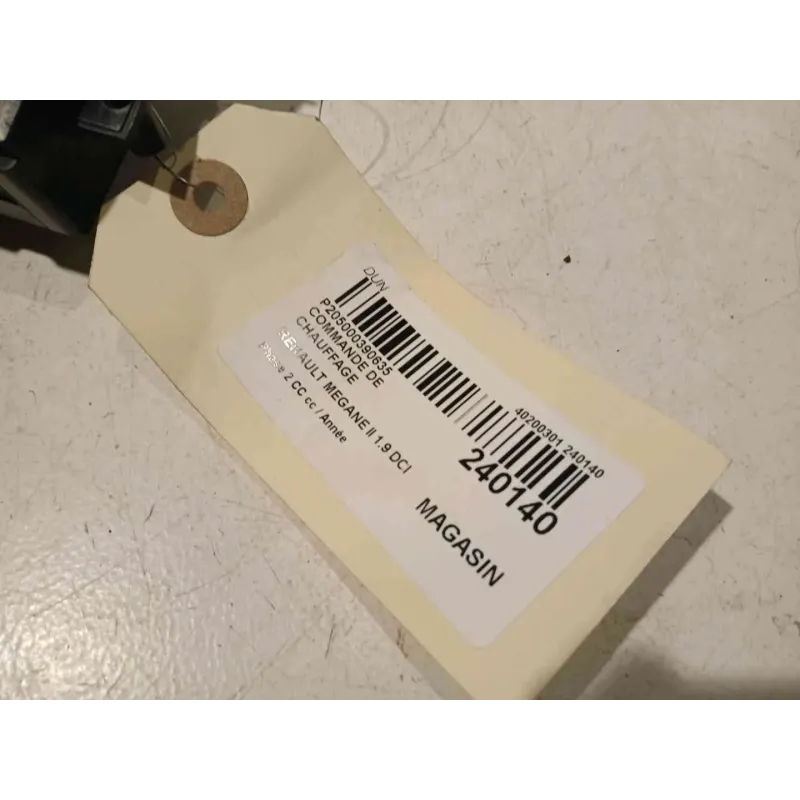 DUN
P205000390635
COMMANDE DE
CHAUFFAGE
RENAULT MEGANE II 1.9 DCI
Phase 2 CC cc / Année
40200301 240140
240140
MAGASIN